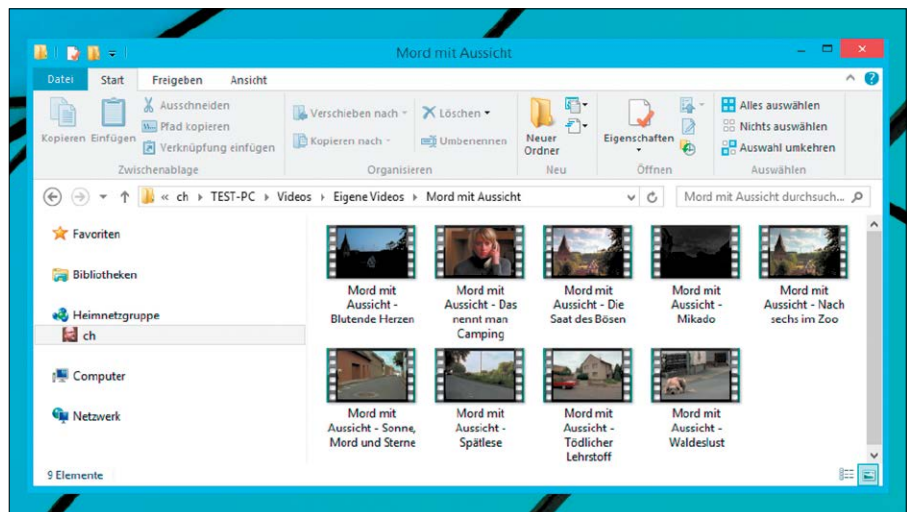 Mord mit Aussicht
Datei Start Freigeben Ansicht
Kopieren Einfügen
Ausschneiden
Pfad kopieren
Verknüpfung einfügen
Zwischenablage
Verschieben nach
Kopieren nach
Löschen
Umbenennen
Organisieren
Neuer
Ordner
Neu
Eigenschaften
Öffnen
Alles auswählen
Nichts auswählen
Auswahl umkehren
Auswählen
« ch TEST-PC Videos Eigene Videos Mord mit Aussicht
Mord mit Aussicht durchsuch...
Favoriten
Bibliotheken
Heimnetzgruppe
ch
Computer
Netzwerk
Mord mit
Aussicht -
Blutende Herzen
Mord mit
Aussicht - Das
nennt man
Camping
Mord mit
Aussicht - Die
Saat des Bösen
Mord mit
Aussicht -
Mikado
Mord mit
Aussicht - Nach
sechs im Zoo
Mord mit
Aussicht - Sonne,
Mord und Sterne
Mord mit
Aussicht -
Spätlese
Mord mit
Aussicht -
Tödlicher
Lehrstoff
Mord mit
Aussicht -
Waldeslust
9 Elemente